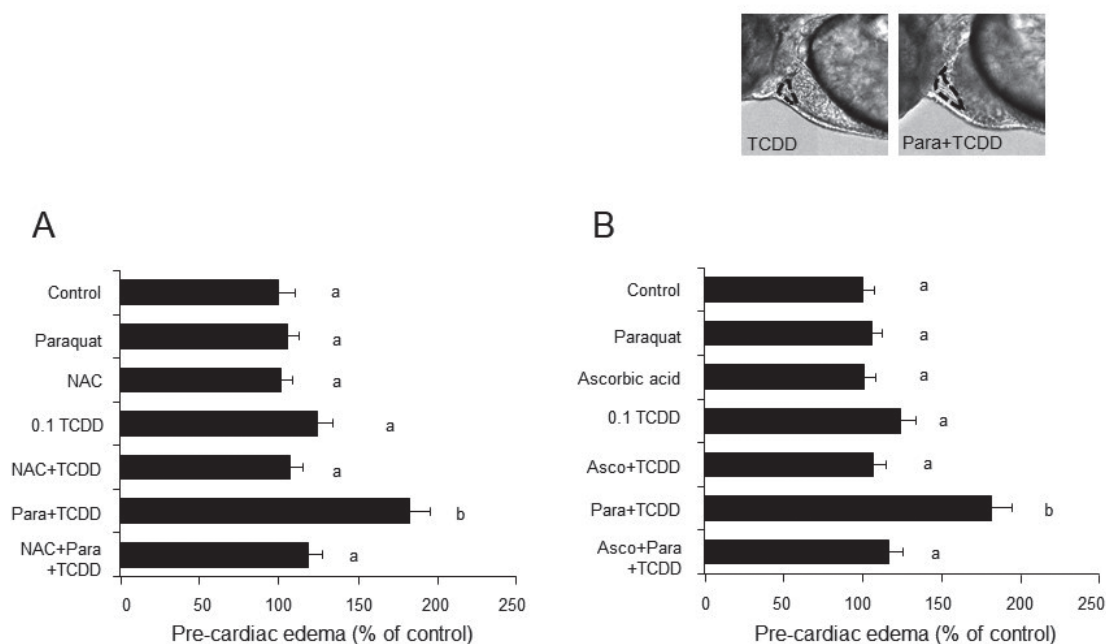 TCDD
Para+TCDD
A
Control
a
Paraquat
a
NAC
a
0.1 TCDD
a
NAC+TCDD
a
Para+TCDD
b
NAC+Para
+TCDD
a
0 50 100 150 200 250
Pre-cardiac edema (% of control)
B
Control
a
Paraquat
a
Ascorbic acid
a
0.1 TCDD
a
Asco+TCDD
a
Para+TCDD
b
Asco+Para
+TCDD
a
0 50 100 150 200 250
Pre-cardiac edema (% of control)